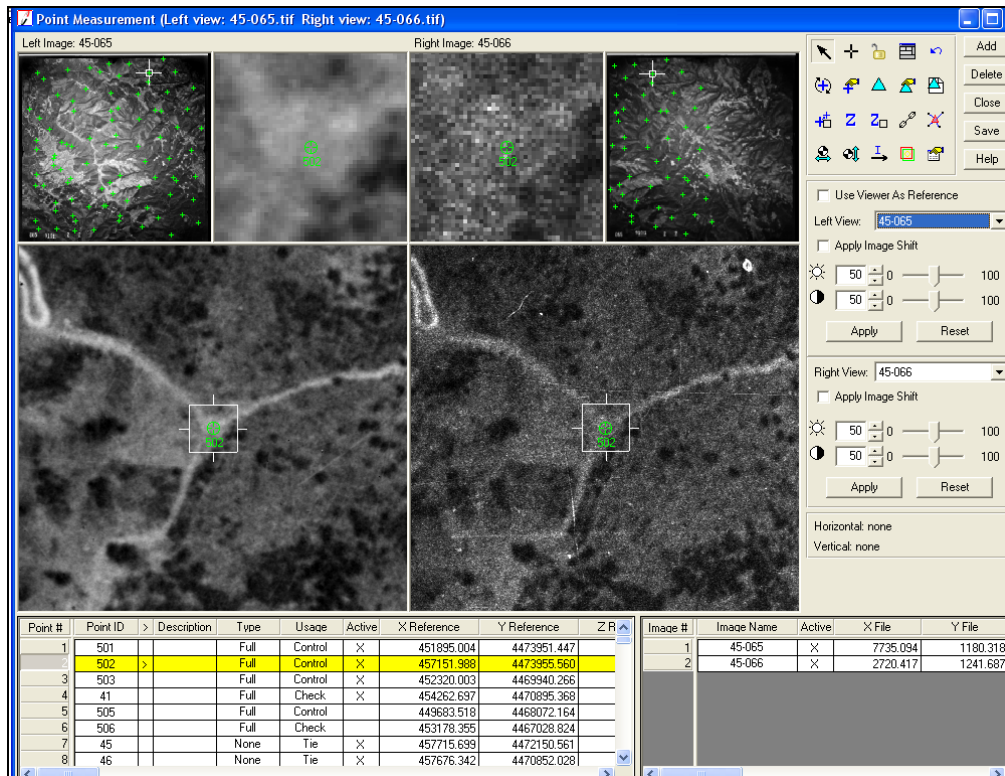 Point Measurement (Left view: 45-065.tif Right view: 45-066.tif)
Left Image: 45-065 Right Image: 45-066
Add
Delete
Close
Save
Help
502
Use Viewer As Reference
Left View: 45-065
Apply Image Shift
50 0 100
50 0 100
Apply Reset
Right View: 45-066
Apply Image Shift
50 0 100
50 0 100
Apply Reset
502
502
Horizontal: none
Vertical: none
Point # Point ID > Description Type Usage Active X Reference Y Reference Z R
1 501 Full Control X 451895.004 4473951.447
2 502 > Full Control X 457151.988 4473955.560
3 503 Full Control X 452320.003 4469940.266
4 41 Full Check X 454262.697 4470895.368
5 505 Full Control 449683.518 4468072.164
6 506 Full Check 453178.355 4467028.824
7 45 None Tie X 457715.699 4472150.561
8 46 None Tie X 457676.342 4470852.028
Image # Image Name Active X File Y File
1 45-065 X 7735.094 1180.318
2 45-066 X 2720.417 1241.687